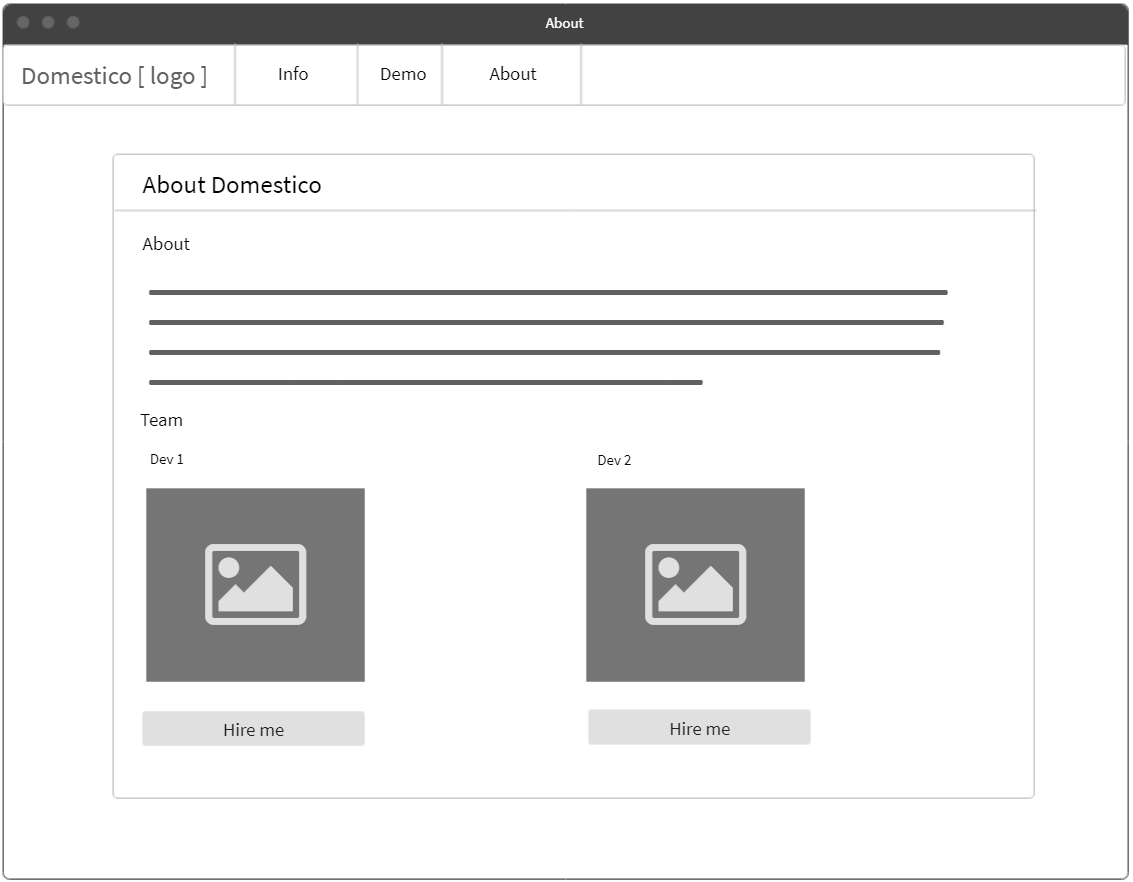 About
Domestico [ logo ] Info Demo About
About Domestico
About
Team
Dev 1 Dev 2
Hire me Hire me